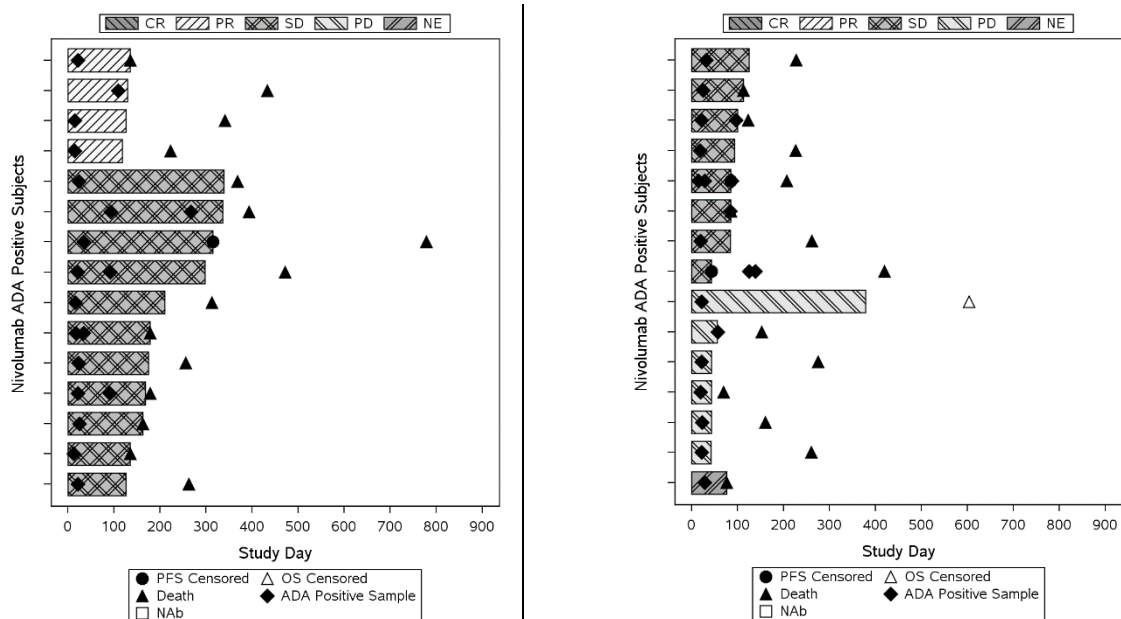 CR PR SD PD NE
Nivolumab ADA Positive Subjects
0 100 200 300 400 500 600 700 800 900
Study Day
PFS Censored OS Censored
Death ADA Positive Sample
NAb
CR PR SD PD NE
Nivolumab ADA Positive Subjects
0 100 200 300 400 500 600 700 800 900
Study Day
PFS Censored OS Censored
Death ADA Positive Sample
NAb